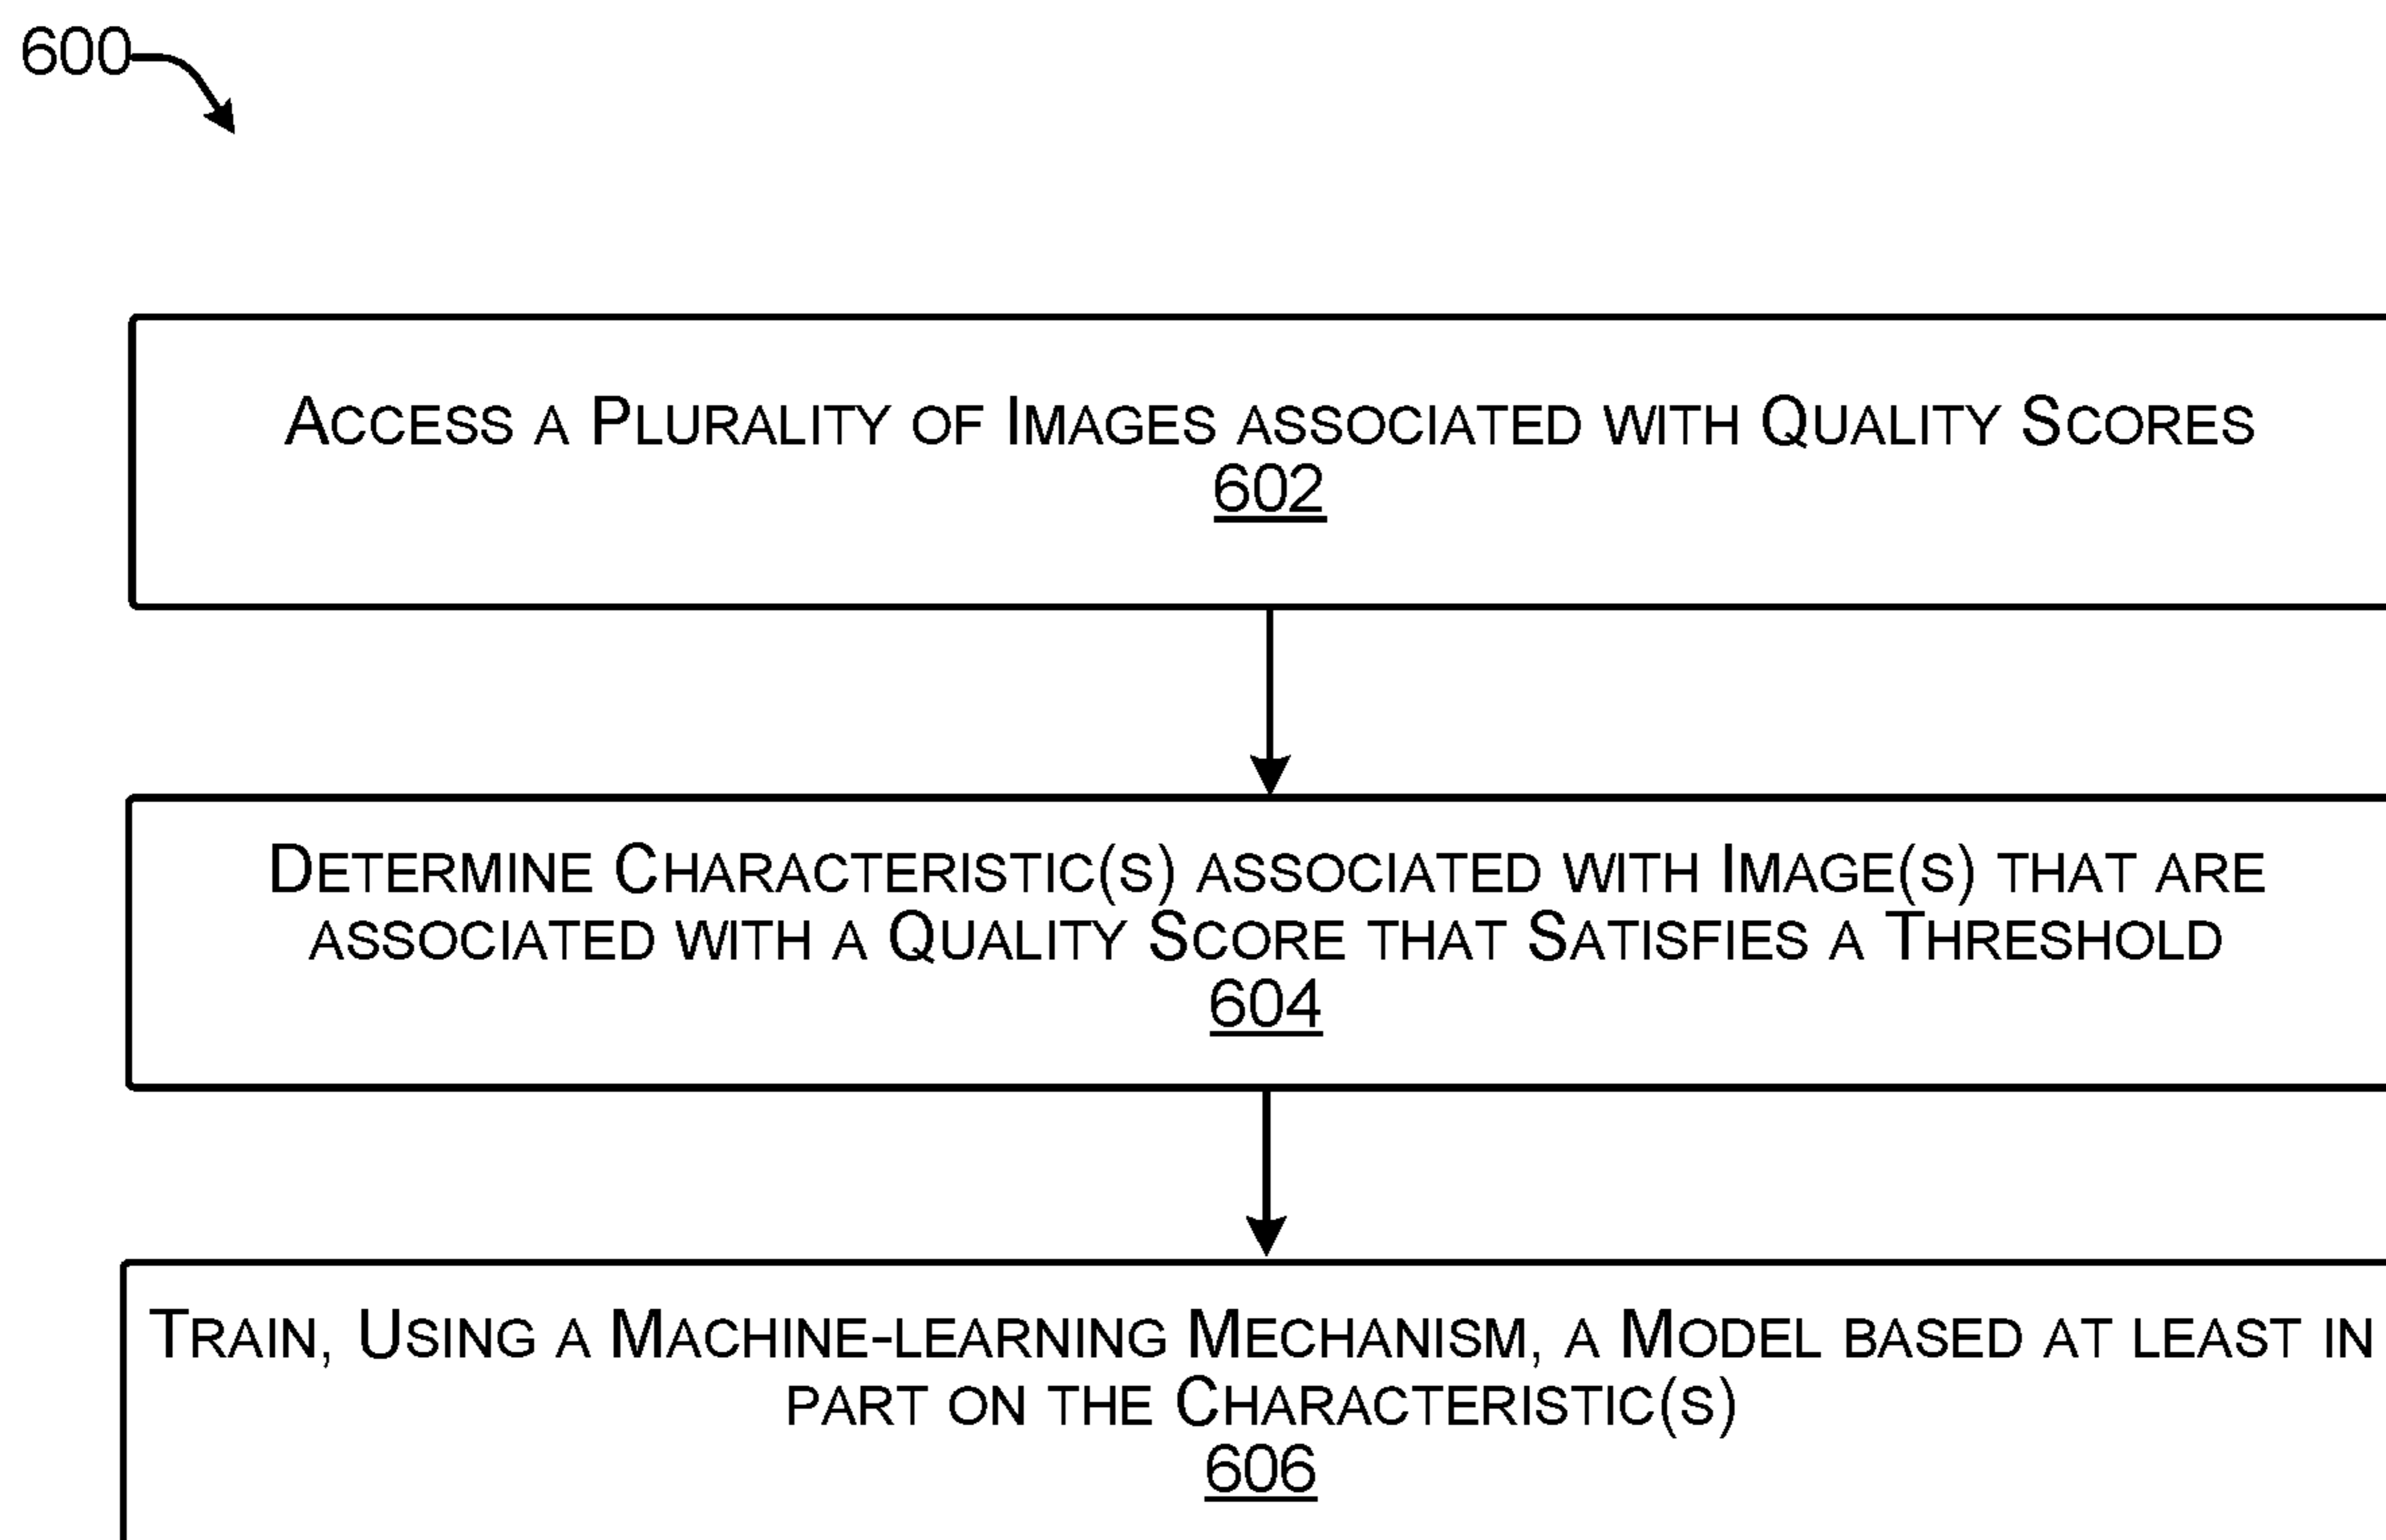 600
ACCESS A PLURALITY OF IMAGES ASSOCIATED WITH QUALITY SCORES
602
DETERMINE CHARACTERISTIC(S) ASSOCIATED WITH IMAGE(S) THAT ARE
ASSOCIATED WITH A QUALITY SCORE THAT SATISFIES A THRESHOLD
604
TRAIN, USING A MACHINE-LEARNING MECHANISM, A MODEL BASED AT LEAST IN
PART ON THE CHARACTERISTIC(S)
606